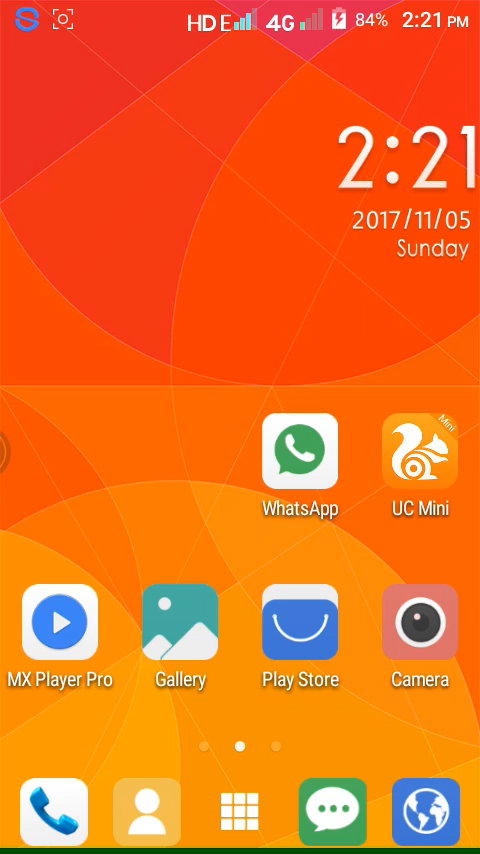 HD E 4G 84% 2:21 PM
2:21
2017/11/05
Sunday
Mini
WhatsApp UC Mini
MX Player Pro Gallery Play Store Camera